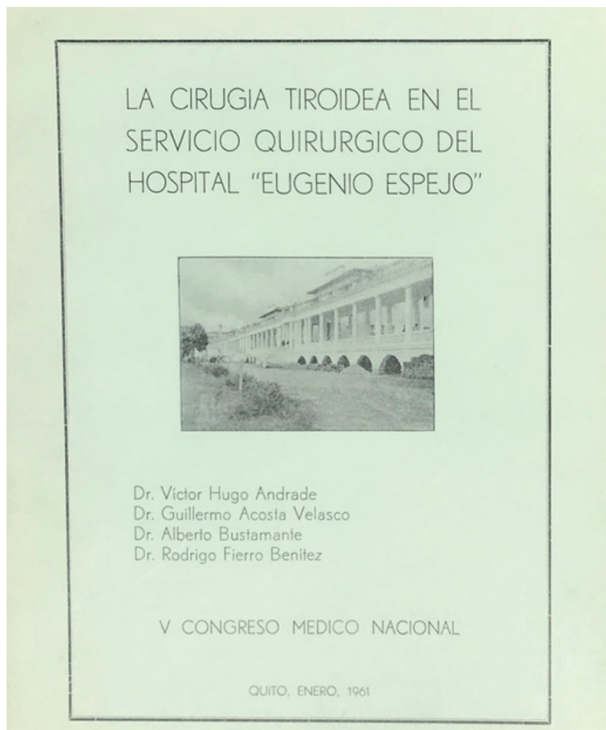 LA CIRUGIA TIROIDEA EN EL
SERVICIO QUIRURGICO DEL
HOSPITAL "EUGENIO ESPEJO"
Dr. Víctor Hugo Andrade
Dr. Guillermo Acosta Velasco
Dr. Alberto Bustamante
Dr. Rodrigo Fierro Benítez
V CONGRESO MEDICO NACIONAL
QUITO, ENERO, 1961